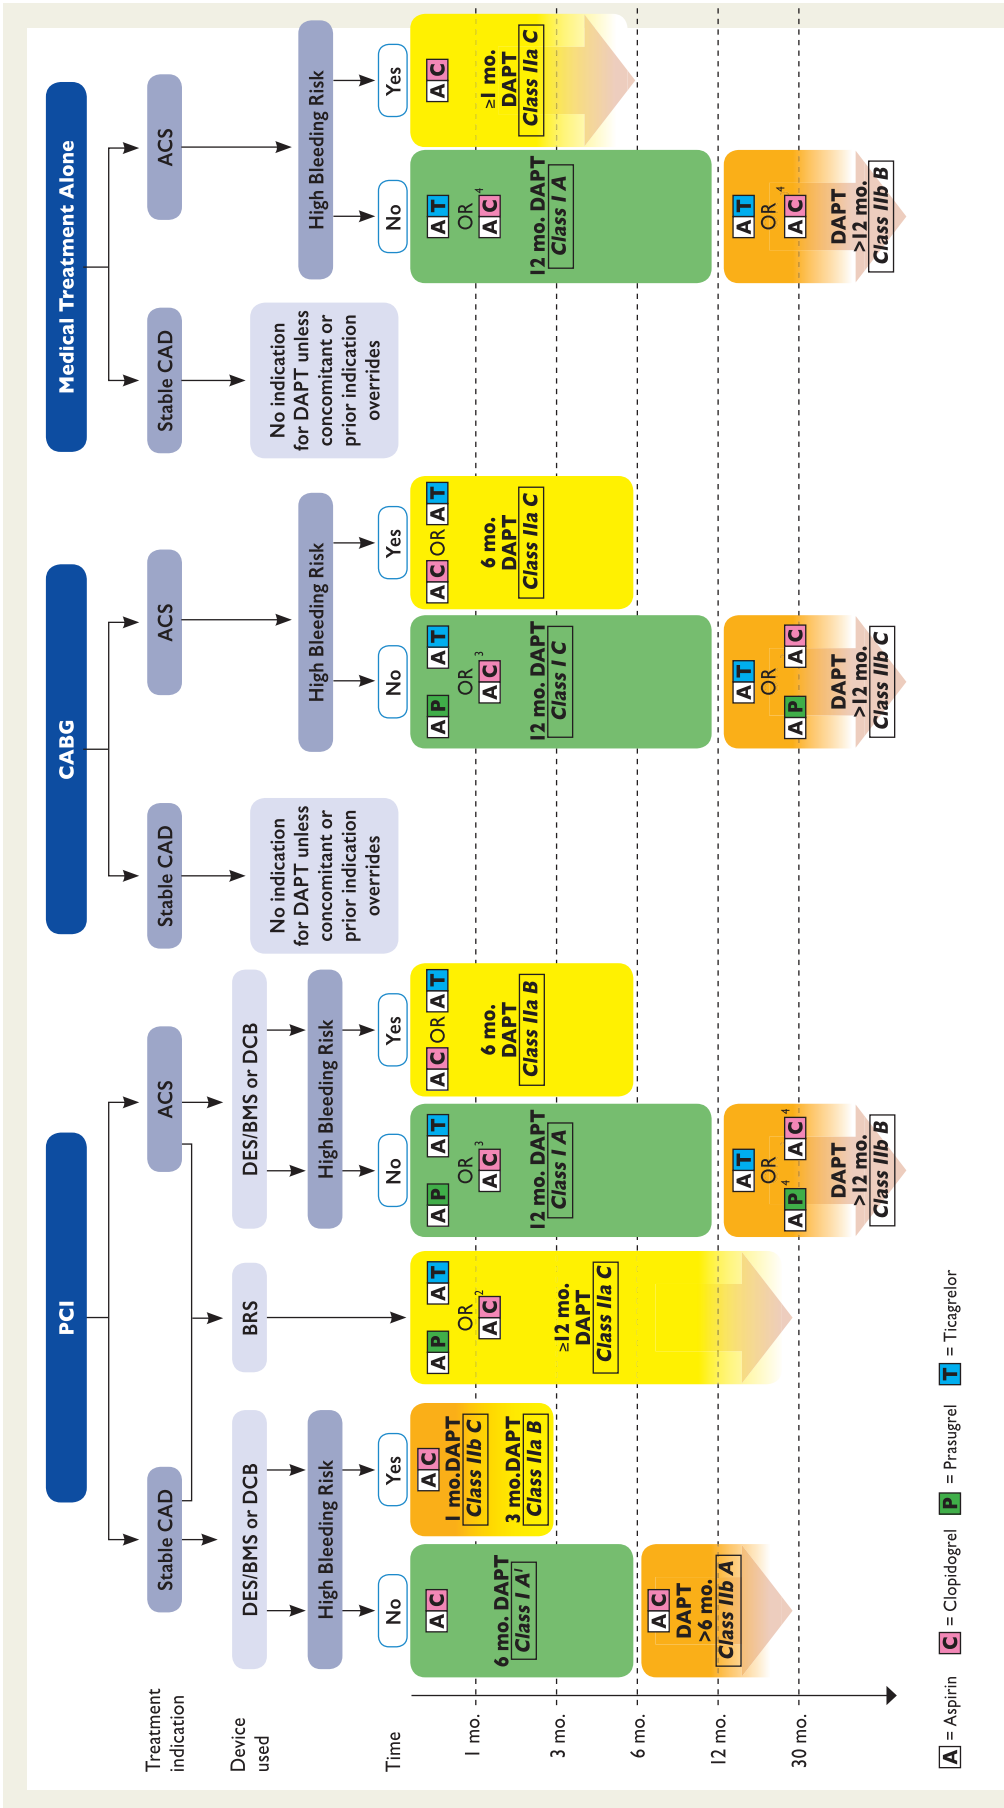 PCI
CABG
Medical Treatment Alone
Treatment
indication
Stable CAD
ACS
Stable CAD
ACS
Stable CAD
ACS
Device
used
DES/BMS or DCB
BRS
DES/BMS or DCB
No indication
for DAPT unless
concomitant or
prior indication
overrides
No indication
for DAPT unless
concomitant or
prior indication
overrides
High Bleeding Risk
High Bleeding Risk
High Bleeding Risk
High Bleeding Risk
Time
No
Yes
No
Yes
No
Yes
No
Yes
1 mo.
3 mo.
6 mo.
12 mo.
30 mo.
A C
6 mo. DAPT
Class I A1
A C
DAPT
>6 mo.
Class IIb A
A C
1 mo.DAPT
Class IIb C
3 mo.DAPT
Class IIa B
A P A T
OR
A C 2
≥12 mo.
DAPT
Class IIa C
A P A T
OR
A C 3
12 mo. DAPT
Class I A
A T
OR
A P 4 A C 4
DAPT
>12 mo.
Class IIb B
A C OR A T
6 mo.
DAPT
Class IIa B
A P A T
OR
A C 3
12 mo. DAPT
Class I C
A T
OR
A P A C
DAPT
>12 mo.
Class IIb C
A C OR A T
6 mo.
DAPT
Class IIa C
A T
OR
A C 4
12 mo. DAPT
Class I A
A T
OR
A C 4
DAPT
>12 mo.
Class IIb B
A C
≥1 mo.
DAPT
Class IIa C
A = Aspirin C = Clopidogrel P = Prasugrel T = Ticagrelor